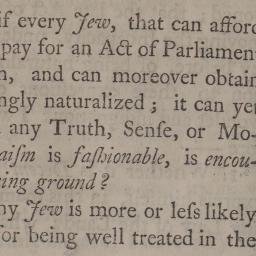 if every Jew, that can afford
pay for an Act of Parliamen
n, and can moreover obtain
ngly naturalized; it can ye
any Truth, Senſe, or Mo-
aiſm is faſhionable, is encou-
ing ground?
ny Jew is more or leſs likely
for being well treated in the